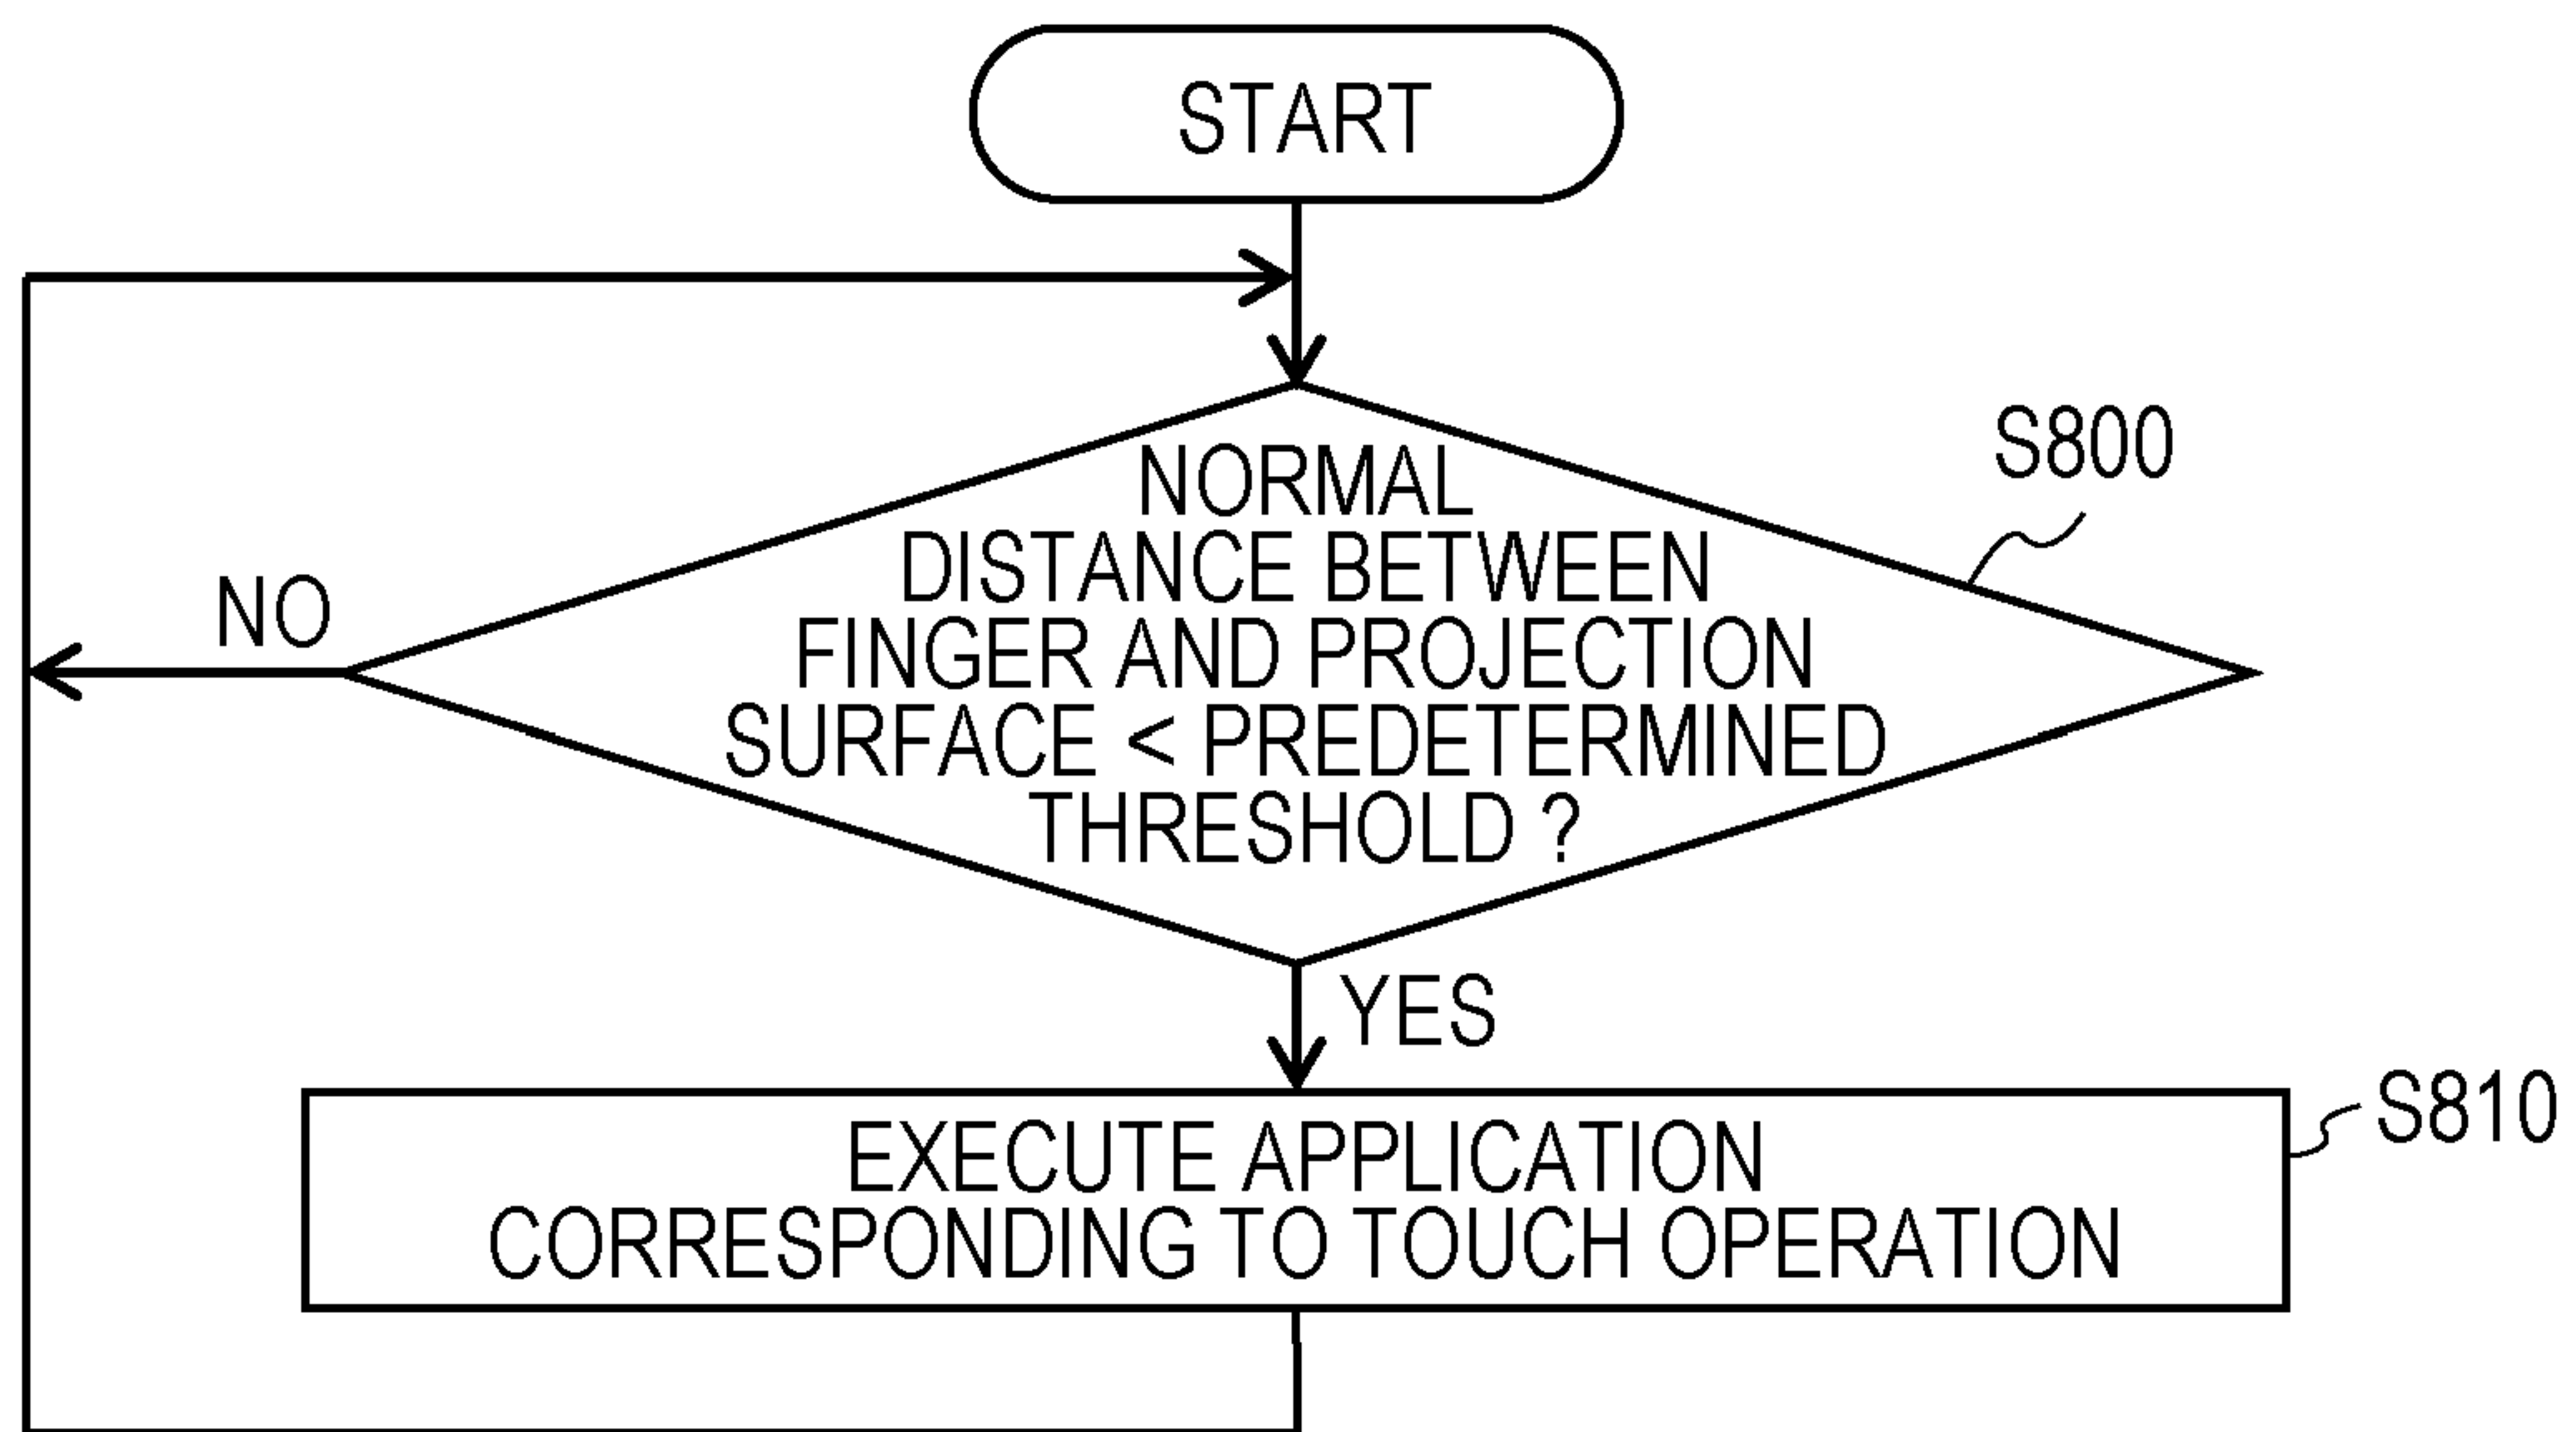 START
S800
NORMAL
DISTANCE BETWEEN
FINGER AND PROJECTION
SURFACE < PREDETERMINED
THRESHOLD ?
NO
YES
S810
EXECUTE APPLICATION
CORRESPONDING TO TOUCH OPERATION